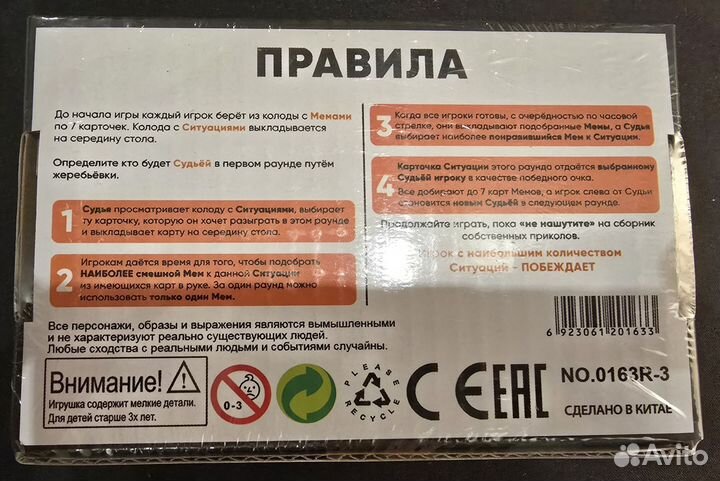 ПРАВИЛА
До начала игры каждый игрок берёт из колоды с Мемами
по 7 карточек. Колода с Ситуациями выкладывается
на середину стола.
Определите кто будет Судьёй в первом раунде путём
жеребьёвки.
1
Судья просматривает колоду с Ситуациями, выбирает
ту карточку, которую он хочет разыграть в этом раунде
и выкладывает карту на середину стола.
2
Игрокам даётся время для того, чтобы подобрать
НАИБОЛЕЕ смешной Мем к данной Ситуации
из имеющихся карт в руке. За один раунд можно
использовать только один Мем.
3
Когда все игроки готовы, с очерёдностью по часовой
стрелке, они выкладывают подобранные Мемы, а Судья
выбирает наиболее понравившийся Мем к Ситуации.
4
Карточка Ситуации этого раунда отдаётся выбранному
Судьёй игроку в качестве победного очка.
Все добирают до 7 карт Мемов, а игрок слева от Судьи
становится новым Судьёй в следующем раунде.
Продолжайте играть, пока «не нашутите» на сборник
собственных приколов.
Игрок с наибольшим количеством
Ситуаций - ПОБЕЖДАЕТ
Все персонажи, образы и выражения являются вымышленными
и не характеризуют реально существующих людей.
Любые сходства с реальными людьми и событиями случайны.
6 923061 201633
Внимание!
Игрушка содержит мелкие детали.
Для детей старше 3х лет.
0-3
PLEASE
RECYCLE
CE
EAC
NO.0163R-3
СДЕЛАНО В КИТАЕ
Avito